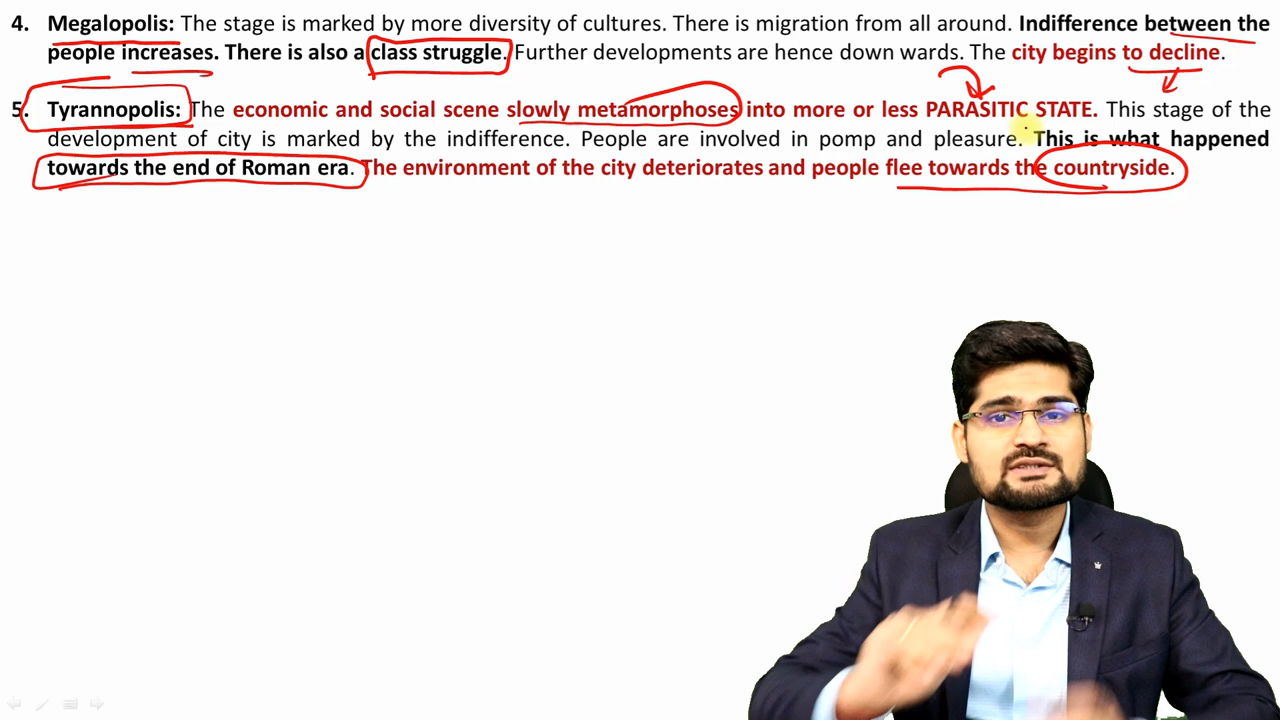 4. Megalopolis: The stage is marked by more diversity of cultures. There is migration from all around. Indifference between the
people increases. There is also a class struggle. Further developments are hence down wards. The city begins to decline.
5. Tyrannopolis: The economic and social scene slowly metamorphoses into more or less PARASITIC STATE. This stage of the
development of city is marked by the indifference. People are involved in pomp and pleasure. This is what happened
towards the end of Roman era. The environment of the city deteriorates and people flee towards the countryside.